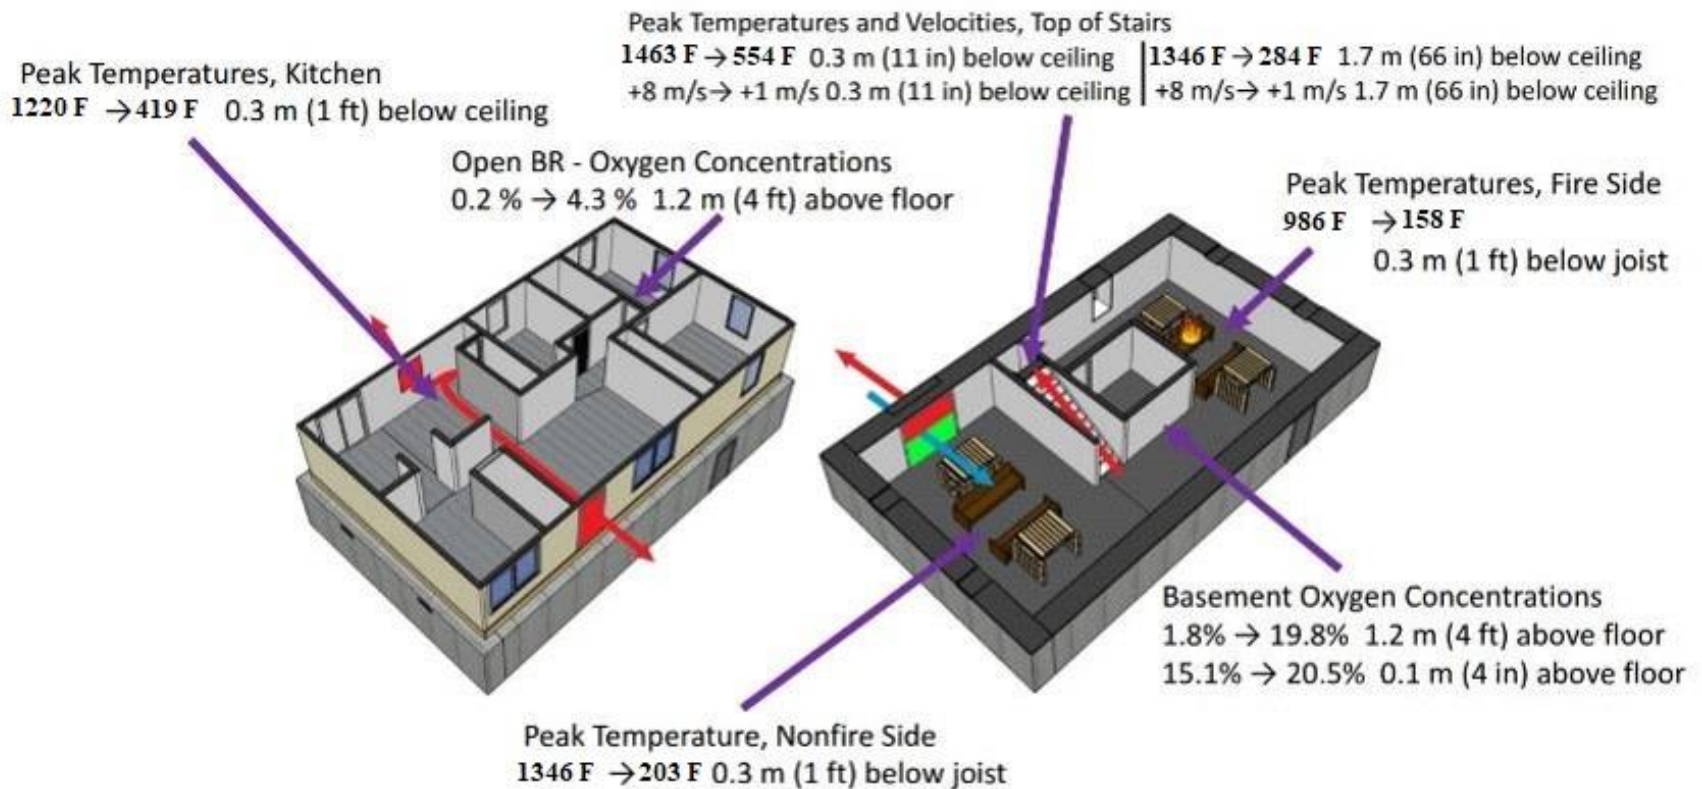 Peak Temperatures and Velocities, Top of Stairs
1463 F → 554 F 0.3 m (11 in) below ceiling | 1346 F → 284 F 1.7 m (66 in) below ceiling
+8 m/s→ +1 m/s 0.3 m (11 in) below ceiling | +8 m/s→ +1 m/s 1.7 m (66 in) below ceiling
Peak Temperatures, Kitchen
1220 F → 419 F 0.3 m (1 ft) below ceiling
Open BR - Oxygen Concentrations
0.2 % → 4.3 % 1.2 m (4 ft) above floor
Peak Temperatures, Fire Side
986 F → 158 F
0.3 m (1 ft) below joist
Basement Oxygen Concentrations
1.8% → 19.8% 1.2 m (4 ft) above floor
15.1% → 20.5% 0.1 m (4 in) above floor
Peak Temperature, Nonfire Side
1346 F → 203 F 0.3 m (1 ft) below joist